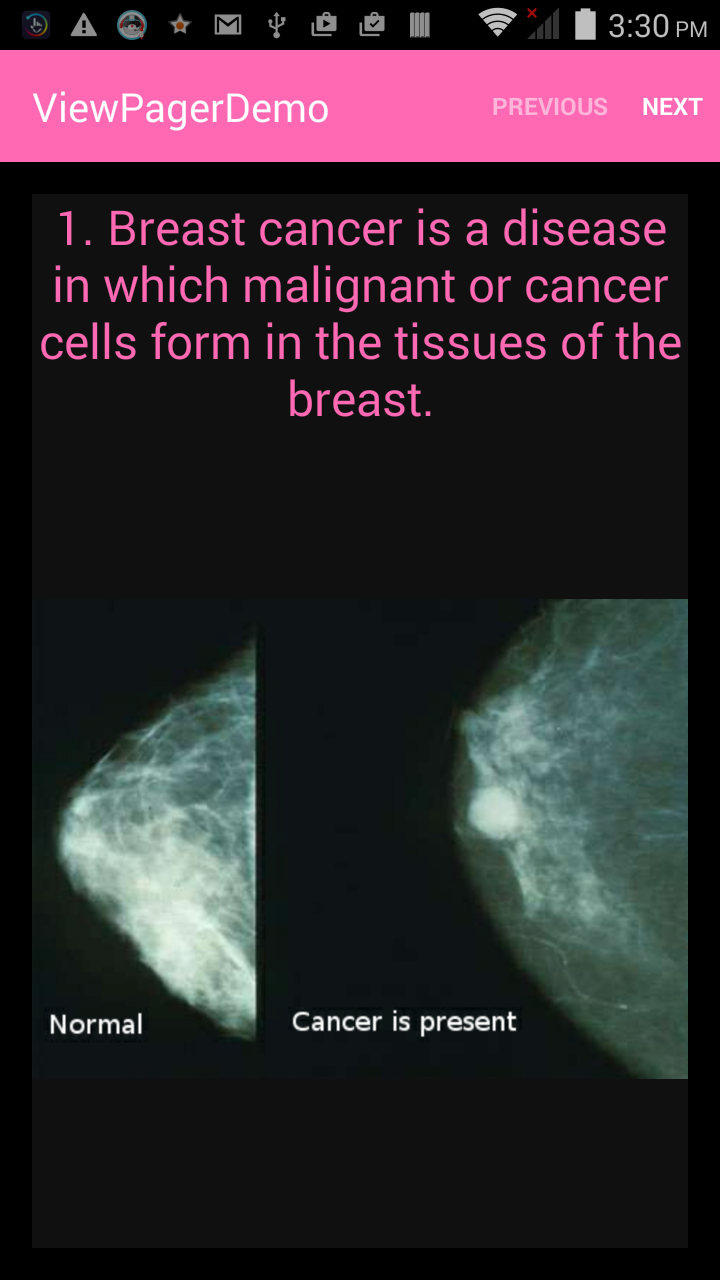 3:30 PM
ViewPagerDemo
PREVIOUS NEXT
1. Breast cancer is a disease
in which malignant or cancer
cells form in the tissues of the
breast.
Normal
Cancer is present